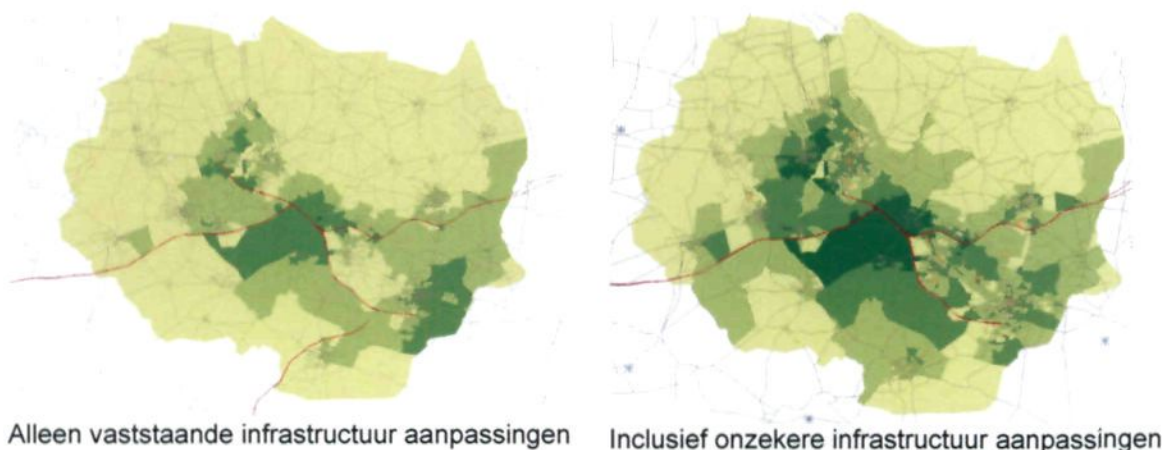 Alleen vaststaande infrastructuur aanpassingen
Inclusief onzekere infrastructuur aanpassingen